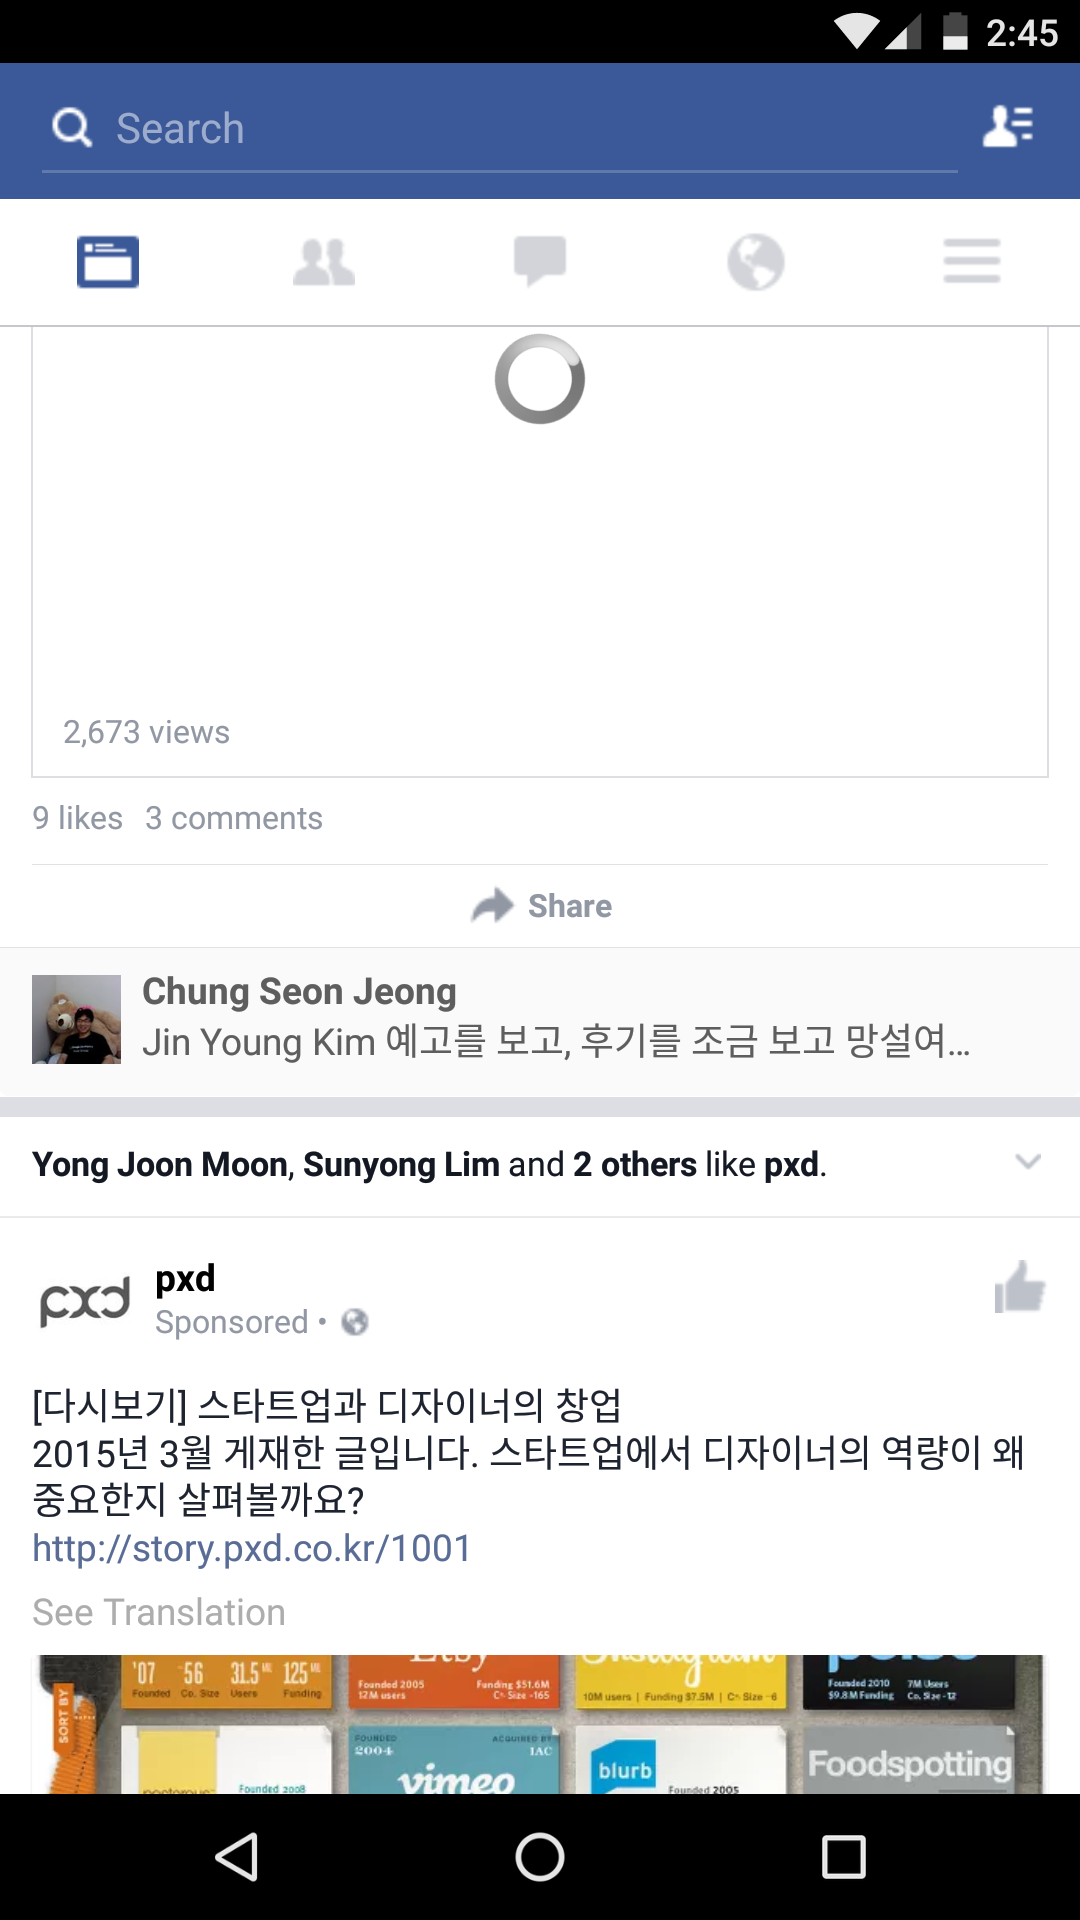 2:45
Search
2,673 views
9 likes 3 comments
Share
Chung Seon Jeong
Jin Young Kim 예고를 보고, 후기를 조금 보고 망설여...
Yong Joon Moon, Sunyong Lim and 2 others like pxd.
pxd
pxd
Sponsored •
[다시보기] 스타트업과 디자이너의 창업
2015년 3월 게재한 글입니다. 스타트업에서 디자이너의 역량이 왜
중요한지 살펴볼까요?
http://story.pxd.co.kr/1001
See Translation
SORT BY
'07 56 31.5 125
Founded Co. Size Users Funding
Etsy
Founded 2005 Funding $51.6M
12M users Co. Size -165
Instagram
10M users | Funding $7.5M | Co. Size -6
Founded 2010 7M Users
$9.8M Funding Co. Size - 12
Founded 2008
FOUNDED ACQUIRED BY
2004 IAC
vimeo
blurb
Founded 2005
Foodspotting